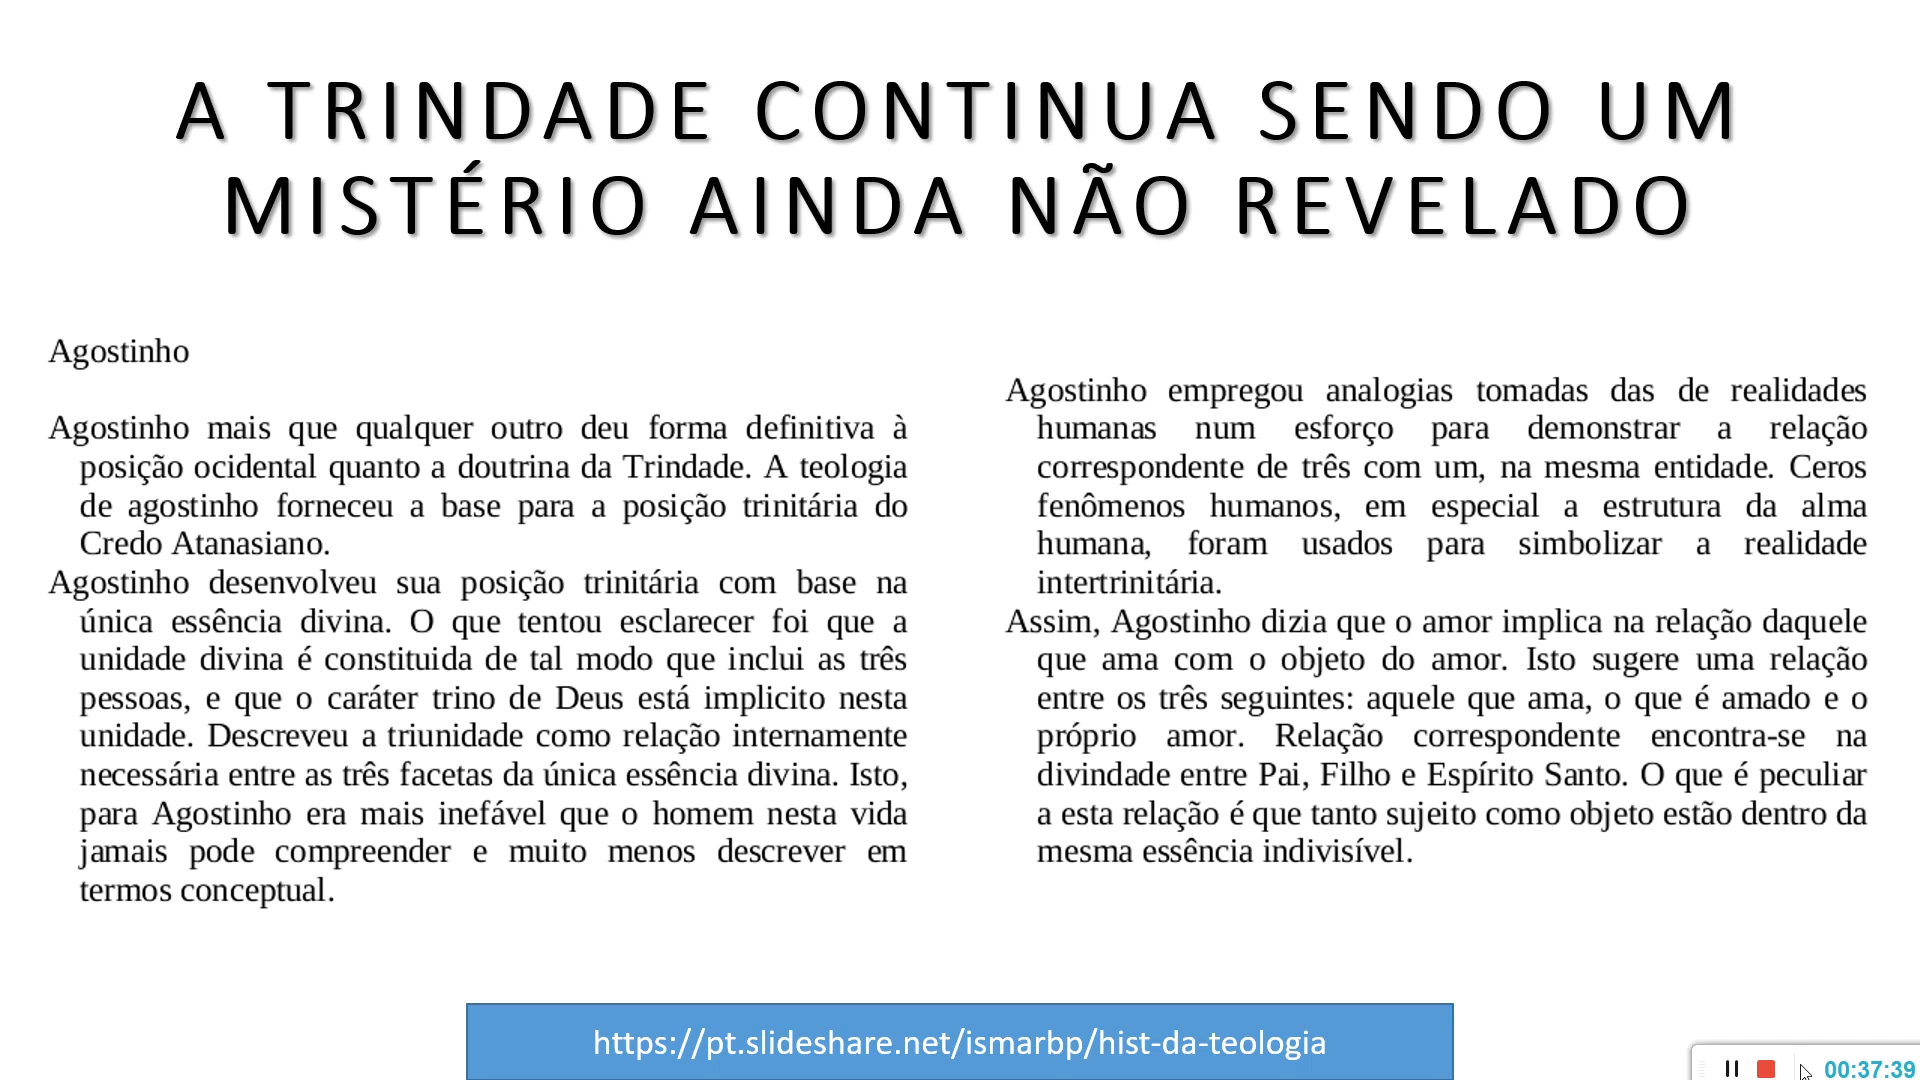 A TRINDADE CONTINUA SENDO UM
MISTÉRIO AINDA NÃO REVELADO
Agostinho
Agostinho mais que qualquer outro deu forma definitiva à
posição ocidental quanto a doutrina da Trindade. A teologia
de agostinho forneceu a base para a posição trinitária do
Credo Atanasiano.
Agostinho desenvolveu sua posição trinitária com base na
única essência divina. O que tentou esclarecer foi que a
unidade divina é constituida de tal modo que inclui as três
pessoas, e que o caráter trino de Deus está implicito nesta
unidade. Descreveu a triunidade como relação internamente
necessária entre as três facetas da única essência divina. Isto,
para Agostinho era mais inefável que o homem nesta vida
jamais pode compreender e muito menos descrever em
termos conceptual.
Agostinho empregou analogias tomadas das de realidades
humanas num esforço para demonstrar a relação
correspondente de três com um, na mesma entidade. Ceros
fenômenos humanos, em especial a estrutura da alma
humana, foram usados para simbolizar a realidade
intertrinitária.
Assim, Agostinho dizia que o amor implica na relação daquele
que ama com o objeto do amor. Isto sugere uma relação
entre os três seguintes: aquele que ama, o que é amado e o
próprio amor. Relação correspondente encontra-se na
divindade entre Pai, Filho e Espírito Santo. O que é peculiar
a esta relação é que tanto sujeito como objeto estão dentro da
mesma essência indivisível.
https://pt.slideshare.net/ismarbp/hist-da-teologia
00:37:39